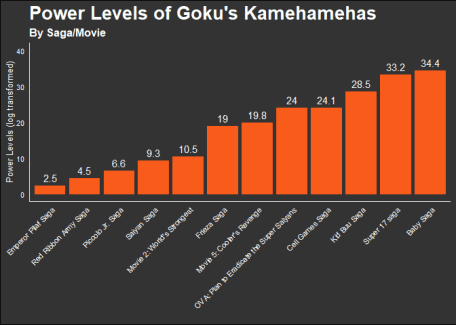 Power Levels of Goku's Kamehamehas
By Saga/Movie
Power Levels (log transformed)
40
30
20
10
0
2.5
4.5
6.6
9.3
10.5
19
19.8
24
24.1
28.5
33.2
34.4
Emperor Pilaf Saga
Red Ribbon Army Saga
Piccolo Jr. Saga
Saiyan Saga
Movie 2: World's Strongest
Frieza Saga
Movie 5: Cooler's Revenge
OVA: Plan to Eradicate the Super Saiyans
Cell Games Saga
Kid Buu Saga
Super 17 saga
Baby Saga